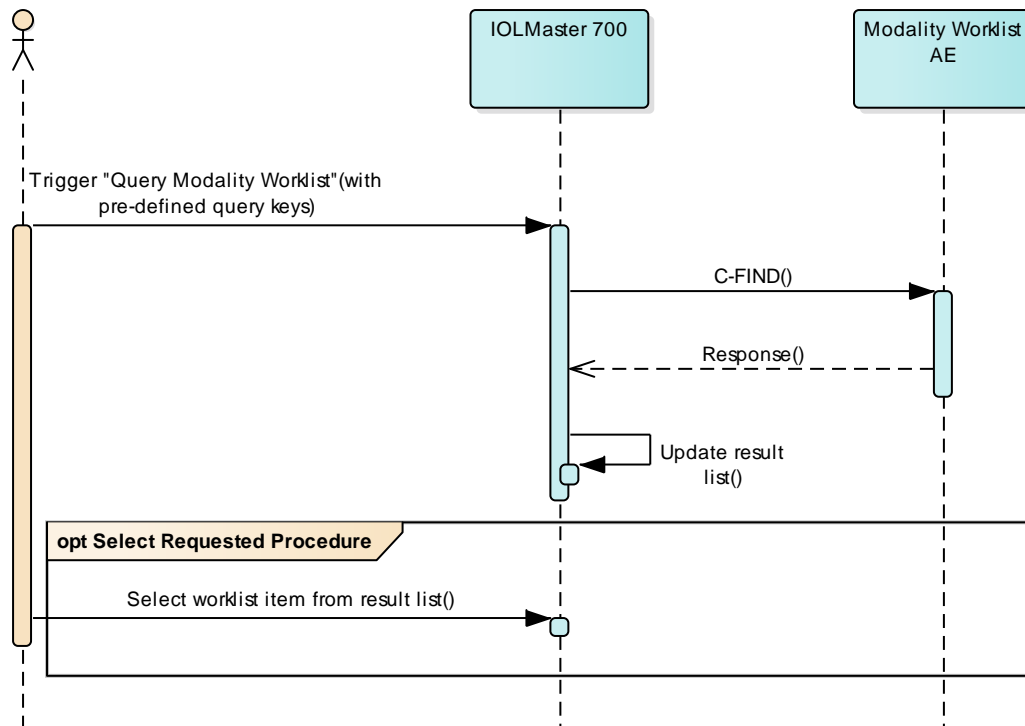 IOLMaster 700
Modality Worklist
AE
Trigger "Query Modality Worklist"(with
pre-defined query keys)
C-FIND()
Response()
Update result
list()
opt Select Requested Procedure
Select worklist item from result list()